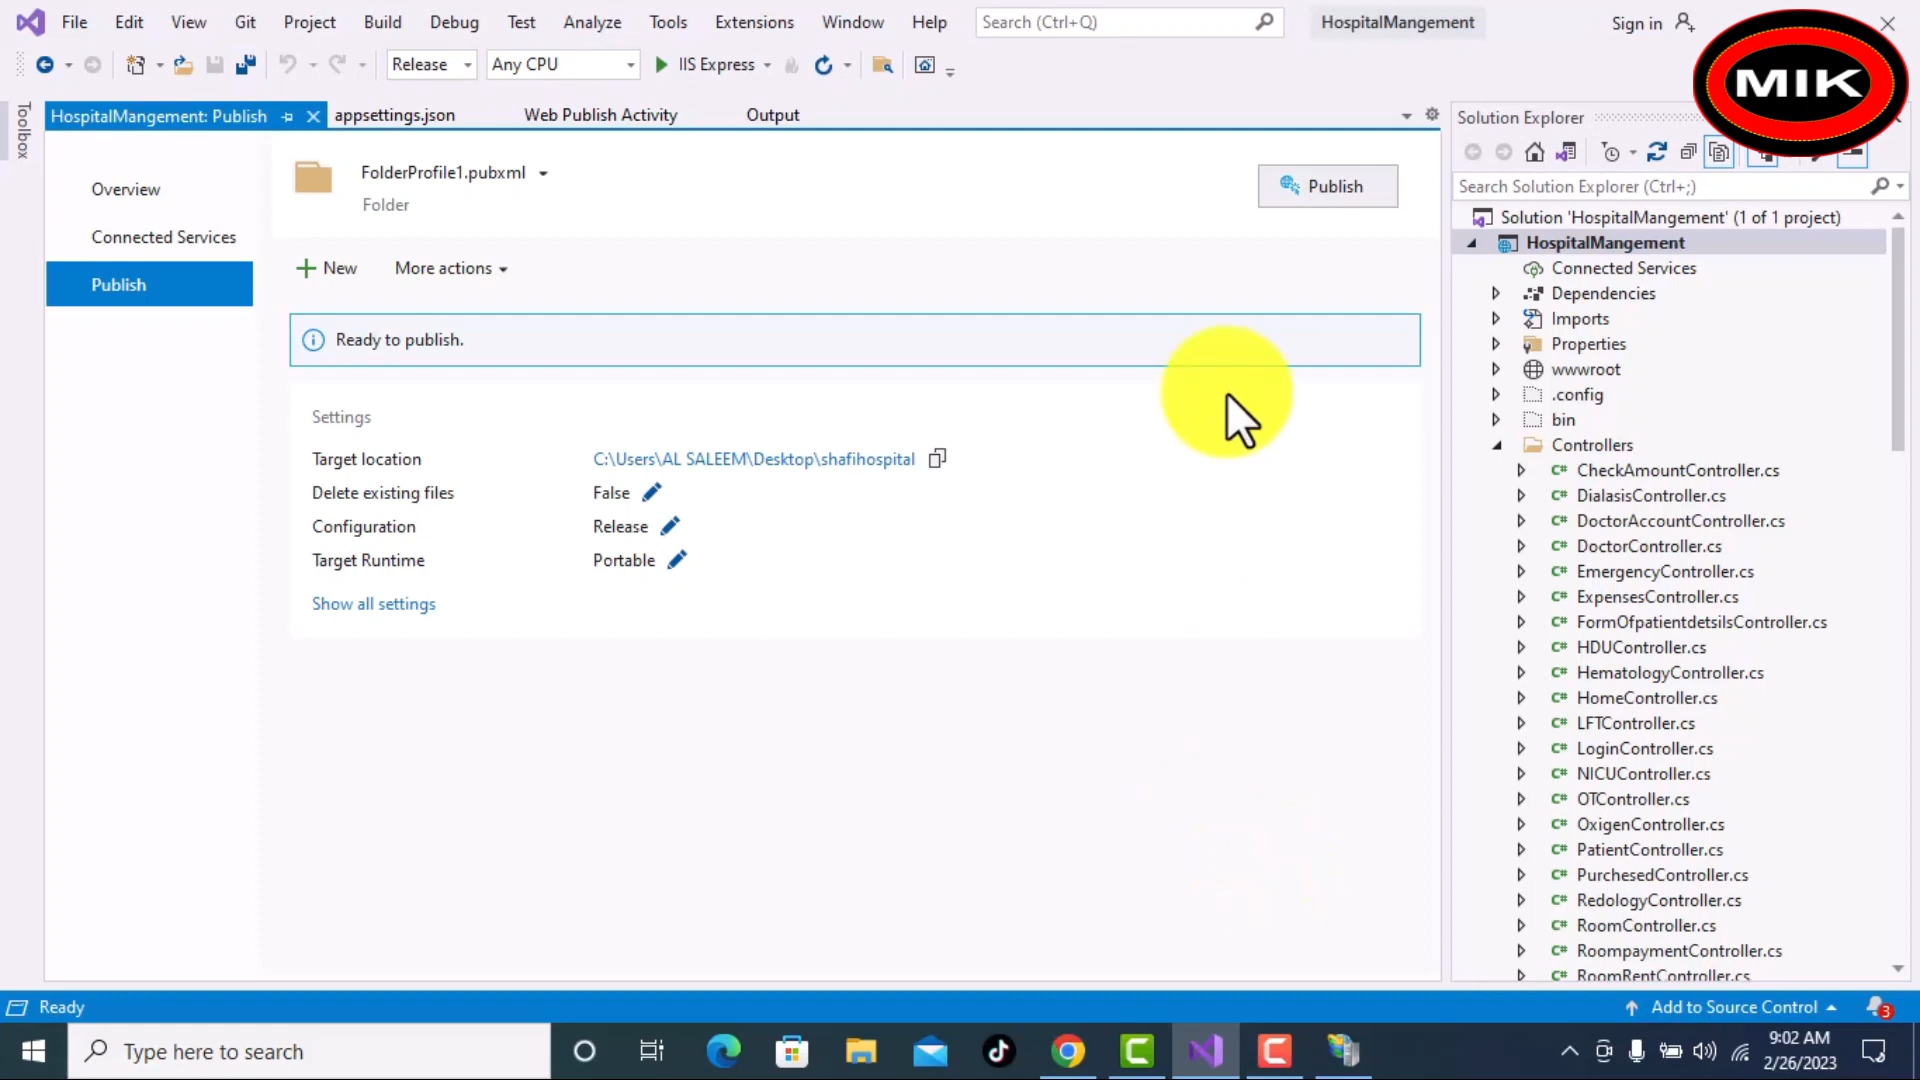 File Edit View Git Project Build Debug Test Analyze Tools Extensions Window Help Search (Ctrl+Q) HospitalMangement Sign in
MIK
Release Any CPU IIS Express
Toolbox
HospitalMangement: Publish appsettings.json Web Publish Activity Output
Overview
Connected Services
Publish
FolderProfile1.pubxml
Folder
Publish
New More actions
Ready to publish.
Settings
Target location C:\Users\AL SALEEM\Desktop\shafihospital
Delete existing files False
Configuration Release
Target Runtime Portable
Show all settings
Solution Explorer
Search Solution Explorer (Ctrl+;)
Solution 'HospitalMangement' (1 of 1 project)
HospitalMangement
Connected Services
Dependencies
Imports
Properties
wwwroot
.config
bin
Controllers
C# CheckAmountController.cs
C# DialasisController.cs
C# DoctorAccountController.cs
C# DoctorController.cs
C# EmergencyController.cs
C# ExpensesController.cs
C# FormOfpatientdetsilsController.cs
C# HDUController.cs
C# HematologyController.cs
C# HomeController.cs
C# LFTController.cs
C# LoginController.cs
C# NICUController.cs
C# OTController.cs
C# OxigenController.cs
C# PatientController.cs
C# PurchesedController.cs
C# RedologyController.cs
C# RoomController.cs
C# RoompaymentController.cs
C# RoomRentController.cs
Ready Add to Source Control 3
Type here to search
9:02 AM
2/26/2023